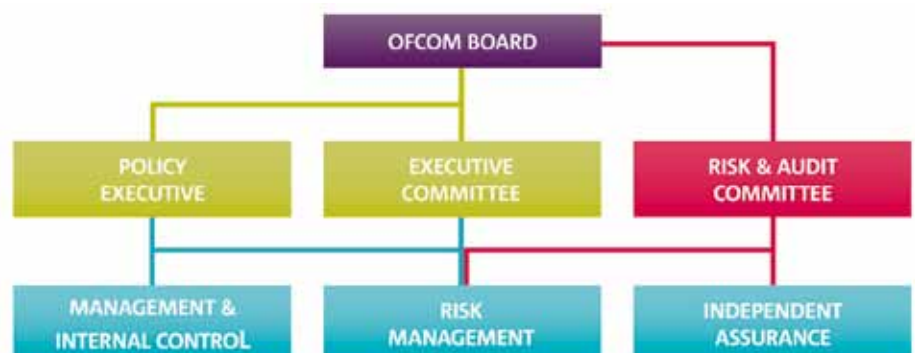 OFCOM BOARD
POLICY
EXECUTIVE
EXECUTIVE
COMMITTEE
RISK & AUDIT
COMMITTEE
MANAGEMENT &
INTERNAL CONTROL
RISK
MANAGEMENT
INDEPENDENT
ASSURANCE